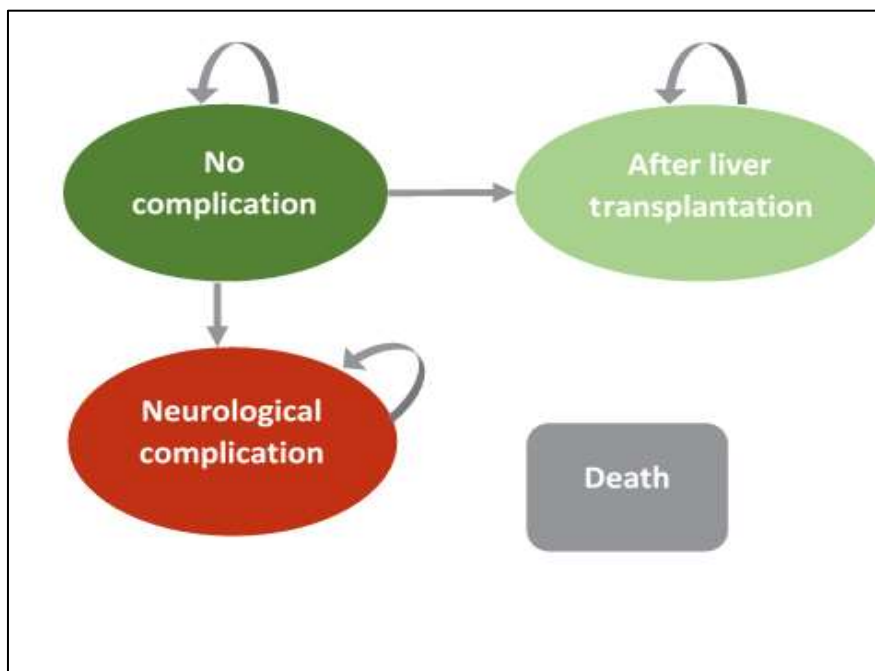 No
complication
After liver
transplantation
Neurological
complication
Death